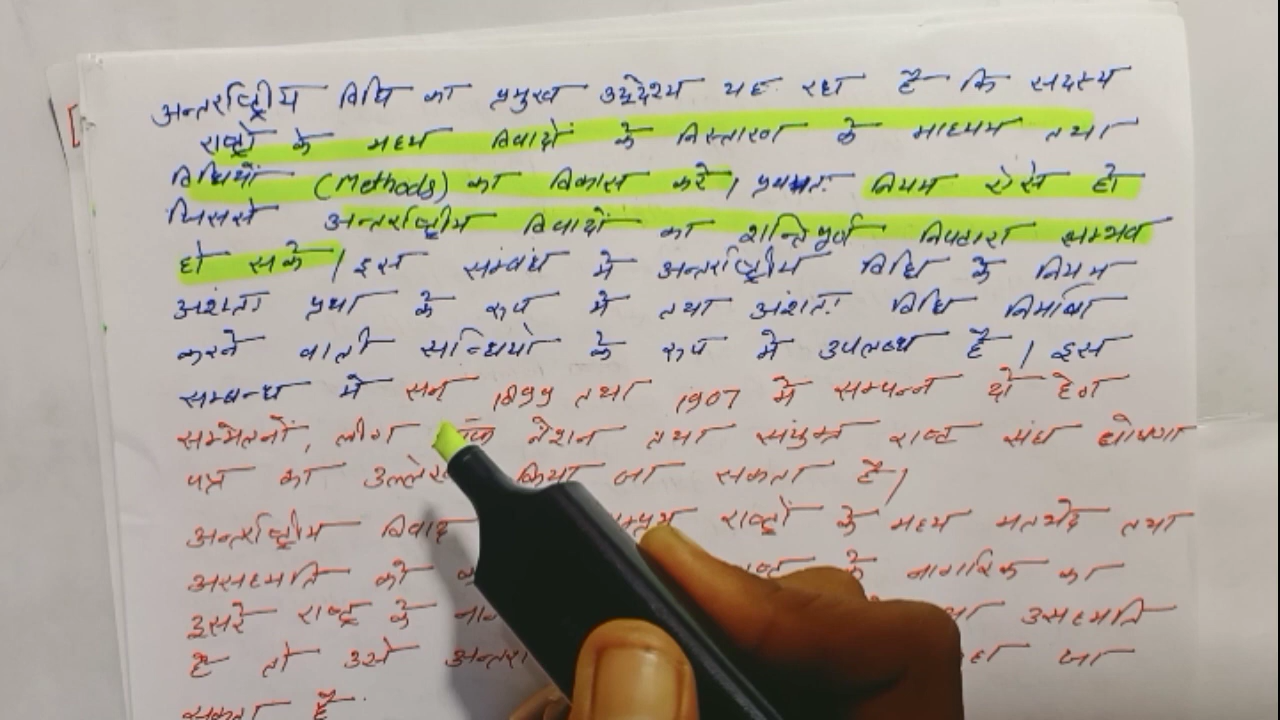 अन्तर्राष्ट्रीय विधि का प्रमुख उद्देश्य यह रहा है कि सदस्य
राष्ट्रों के मध्य विवादों के निस्तारण के माध्यम तथा
विधियों (Methods) का विकास करें। प्रथमतः नियम ऐसे हो
जिससे अन्तर्राष्ट्रीय विवादों का शान्तिपूर्ण निपटारा सम्भव
हो सके। इस सम्बंध में अन्तर्राष्ट्रीय विधि के नियम
अंशतः प्रथा के रूप में तथा अंशतः विधि निर्माण
करने वाली सन्धियों के रूप में उपलब्ध है। इस
सम्बन्ध में सन् 1899 तथा 1907 में सम्पन्न दो हेग
सम्मेलनों, लीग ऑफ नेशन तथा संयुक्त राष्ट्र संघ घोषणा
पत्र का किया जा सकता है।
अन्तर्राष्ट्रीय विवाद राष्ट्रों के मध्य मतभेद तथा
असहमति को के नागरिक का
दूसरे राष्ट्र के असहमति
है तो उसे जा
सकता है